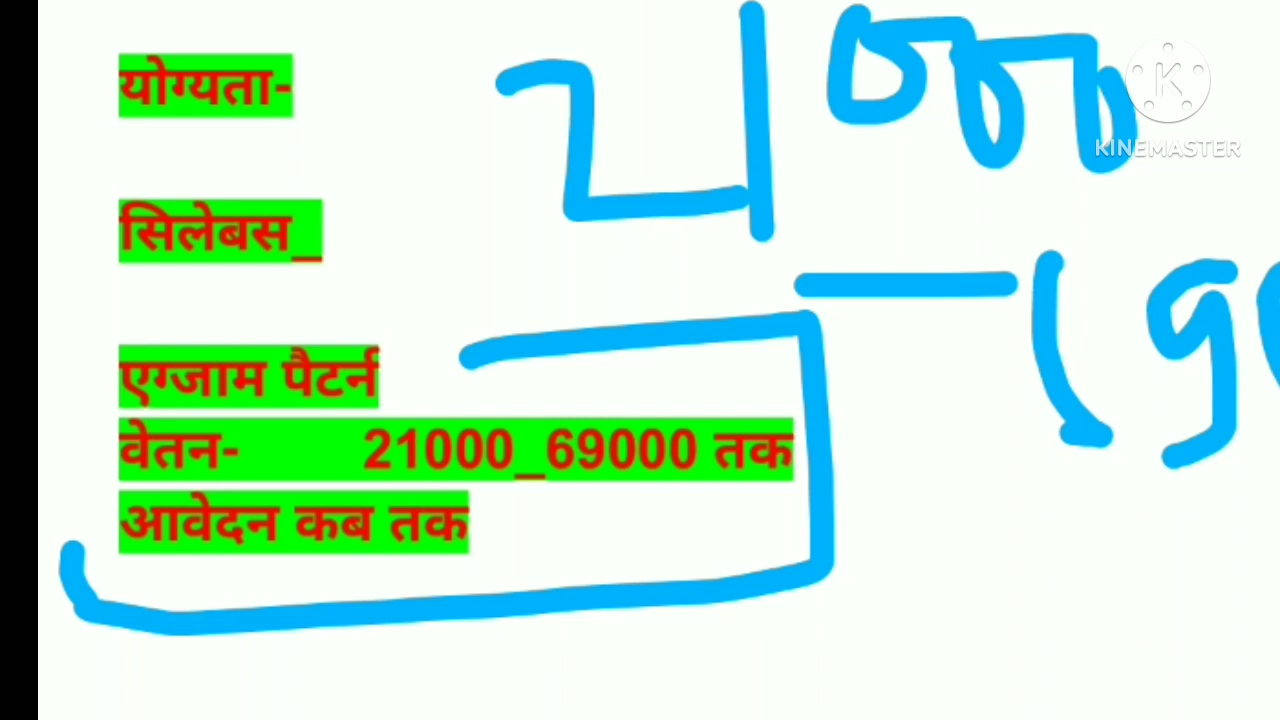 योग्यता-
21000
KINEMASTER
सिलेबस_
एग्जाम पैटर्न
वेतन- 21000_69000 तक
आवेदन कब तक